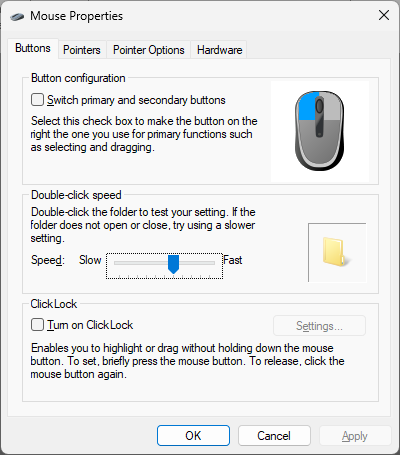 Mouse Properties
Buttons Pointers Pointer Options Hardware
Button configuration
Switch primary and secondary buttons
Select this check box to make the button on the
right the one you use for primary functions such
as selecting and dragging.
Double-click speed
Double-click the folder to test your setting. If the
folder does not open or close, try using a slower
setting.
Speed: Slow Fast
ClickLock
Turn on ClickLock Settings...
Enables you to highlight or drag without holding down the mouse
button. To set, briefly press the mouse button. To release, click the
mouse button again.
OK Cancel Apply